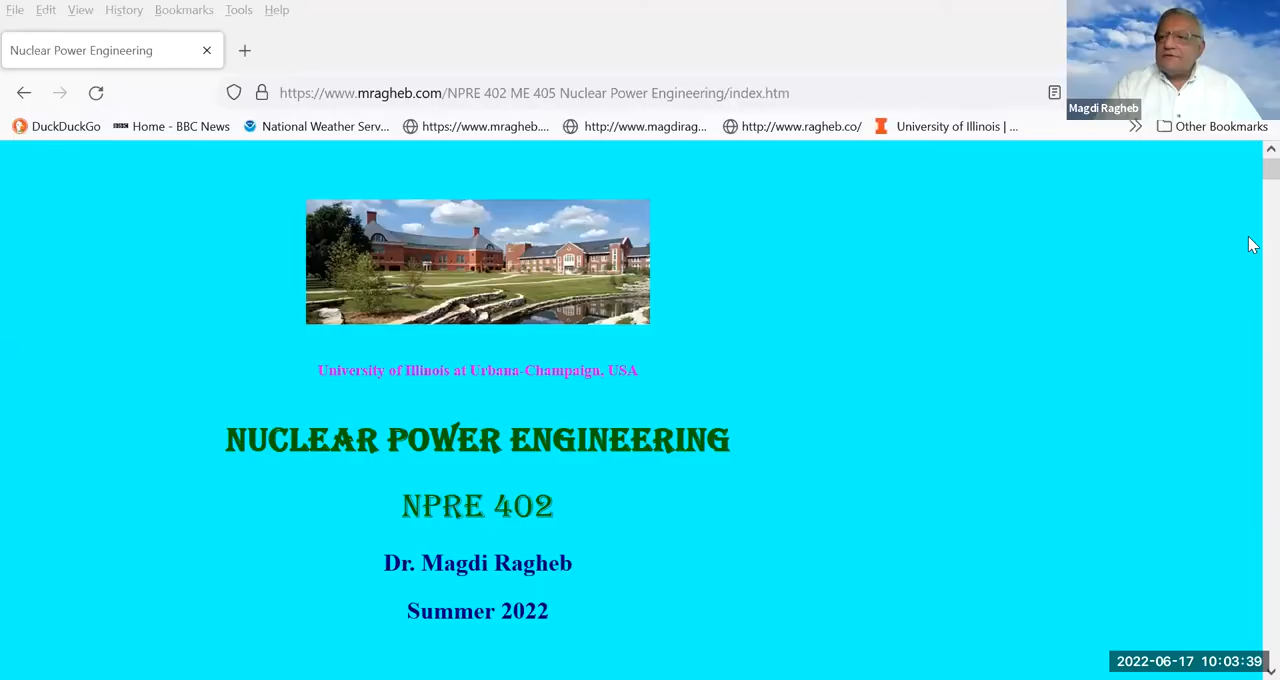 File Edit View History Bookmarks Tools Help
Nuclear Power Engineering
https://www.mragheb.com/NPRE 402 ME 405 Nuclear Power Engineering/index.htm
Magdi Ragheb
DuckDuckGo BBC Home - BBC News National Weather Serv... https://www.mragheb.... http://www.magdirag... http://www.ragheb.co/ University of Illinois | ... Other Bookmarks
University of Illinois at Urbana-Champaign, USA
NUCLEAR POWER ENGINEERING
NPRE 402
Dr. Magdi Ragheb
Summer 2022
2022-06-17 10:03:39